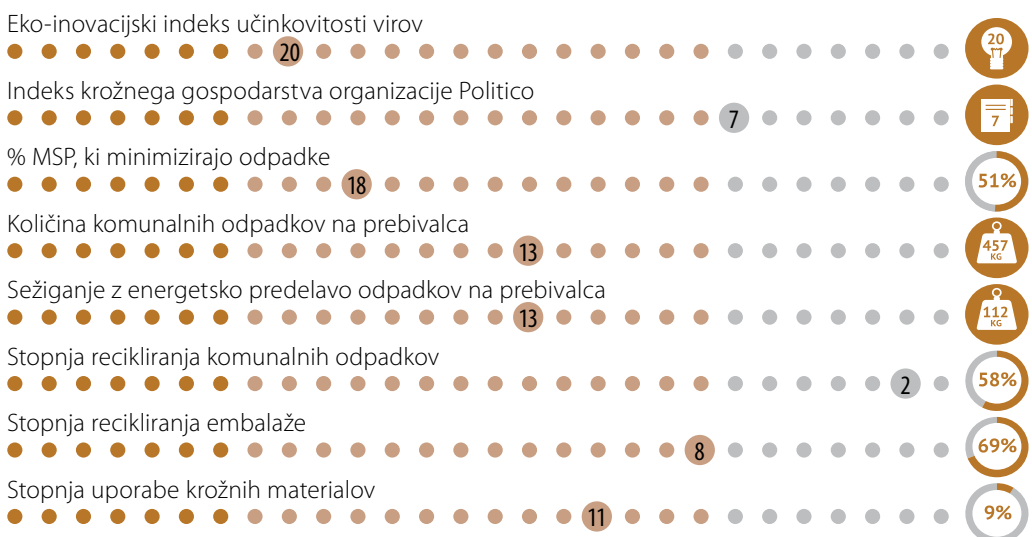 Eko-inovacijski indeks učinkovitosti virov
20 20
Indeks krožnega gospodarstva organizacije Politico
7 7
% MSP, ki minimizirajo odpadke
18 51%
Količina komunalnih odpadkov na prebivalca
13 457 KG
Sežiganje z energetsko predelavo odpadkov na prebivalca
13 112 KG
Stopnja recikliranja komunalnih odpadkov
2 58%
Stopnja recikliranja embalaže
8 69%
Stopnja uporabe krožnih materialov
11 9%